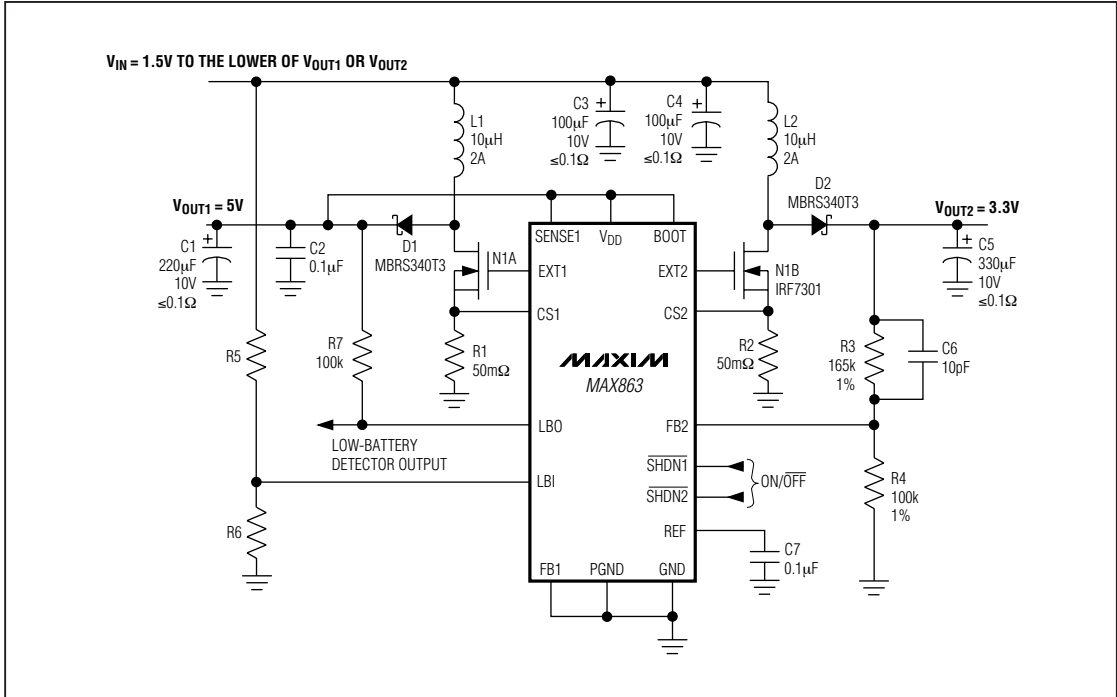 VIN = 1.5V TO THE LOWER OF VOUT1 OR VOUT2
L1
10µH
2A
C3
100µF
10V
≤0.1Ω
+
C4
100µF
10V
≤0.1Ω
+
L2
10µH
2A
VOUT1 = 5V
+
C1
220µF
10V
≤0.1Ω
C2
0.1µF
D1
MBRS340T3
N1A
SENSE1
VDD
BOOT
EXT1
EXT2
CS1
CS2
D2
MBRS340T3
VOUT2 = 3.3V
N1B
IRF7301
+
C5
330µF
10V
≤0.1Ω
R5
R7
100k
R1
50mΩ
MAXIM
MAX863
R2
50mΩ
R3
165k
1%
C6
10pF
LBO
FB2
LOW-BATTERY
DETECTOR OUTPUT
LBI
SHDN1
SHDN2
ON/OFF
R4
100k
1%
R6
REF
C7
0.1µF
FB1
PGND
GND